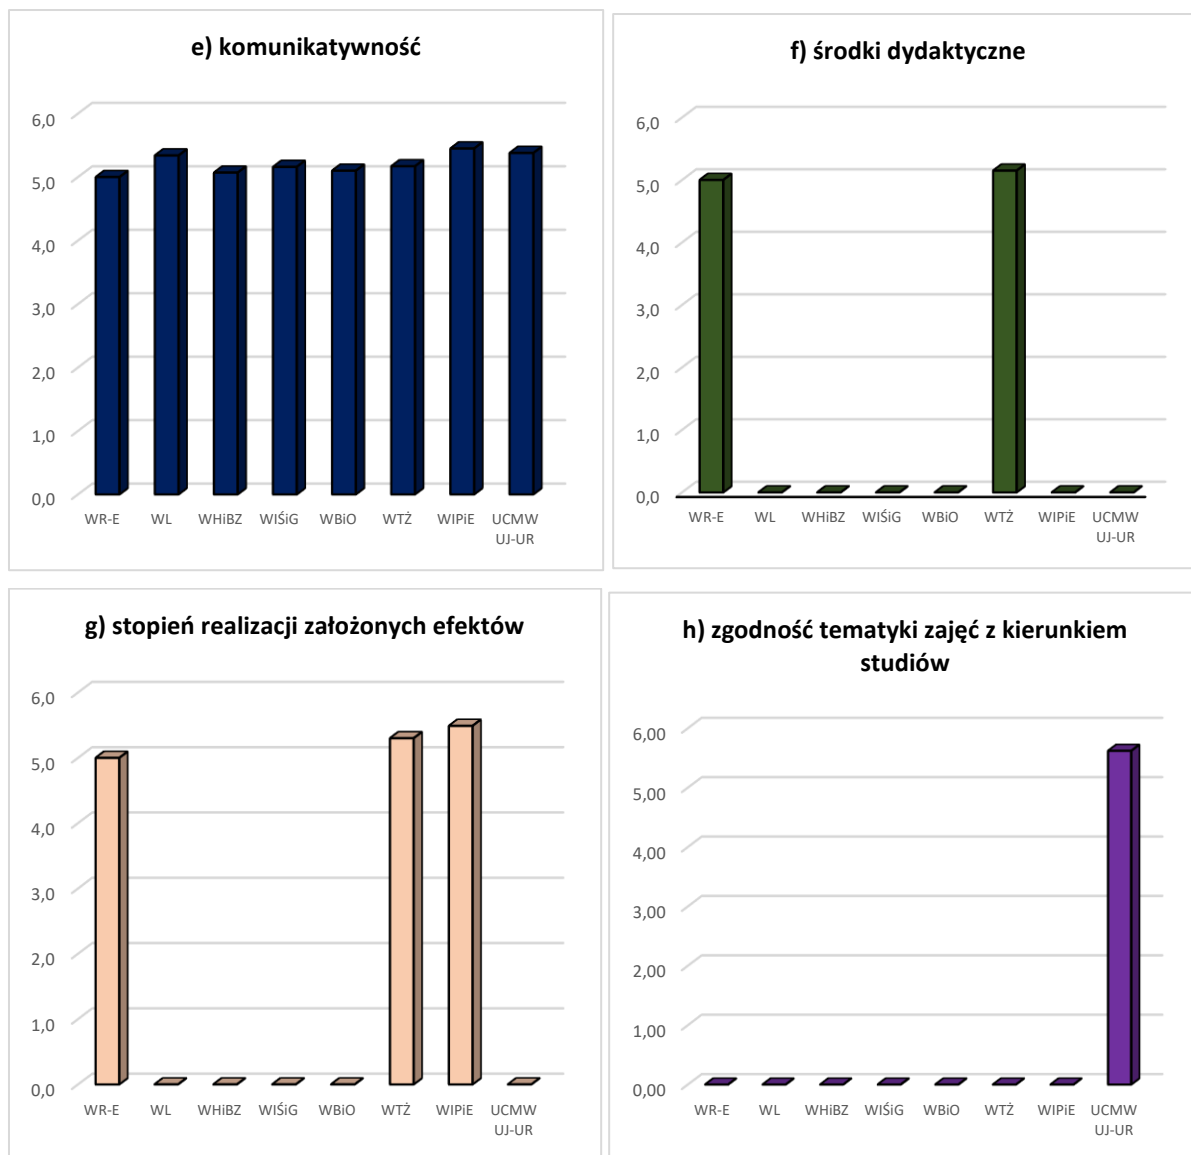 e) komunikatywność
6,0
5,0
4,0
3,0
2,0
1,0
0,0
WR-E WL WHiBZ WIŚiG WBiO WTŻ WIPiE UCMW
UJ-UR
f) środki dydaktyczne
6,0
5,0
4,0
3,0
2,0
1,0
0,0
WR-E WL WHiBZ WIŚiG WBiO WTŻ WIPiE UCMW
UJ-UR
g) stopień realizacji założonych efektów
6,0
5,0
4,0
3,0
2,0
1,0
0,0
WR-E WL WHiBZ WIŚiG WBiO WTŻ WIPiE UCMW
UJ-UR
h) zgodność tematyki zajęć z kierunkiem
studiów
6,00
5,00
4,00
3,00
2,00
1,00
0,00
WR-E WL WHiBZ WIŚiG WBiO WTŻ WIPiE UCMW
UJ-UR